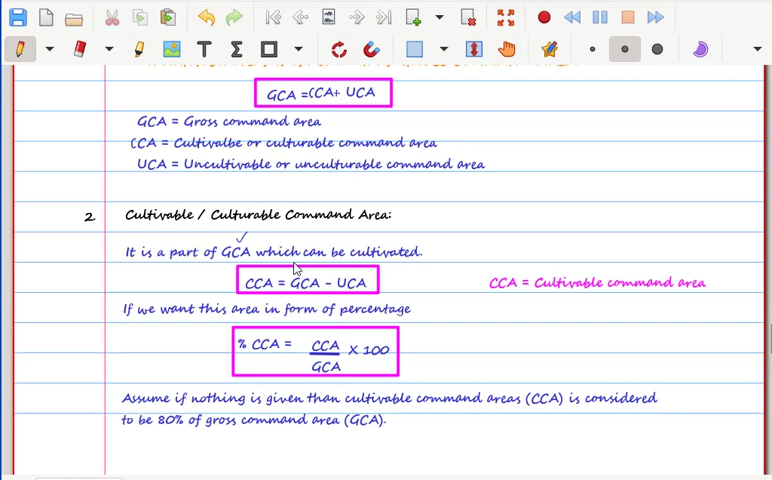 GCA =CCA+ UCA
GCA = Gross command area
CCA = Cultivalbe or culturable command area
UCA = Uncultivable or unculturable command area
2. Cultivable / Culturable Command Area:
It is a part of GCA which can be cultivated.
CCA = GCA - UCA CCA = Cultivable command area
If we want this area in form of percentage
% CCA = CCA / GCA X 100
Assume if nothing is given than cultivable command areas (CCA) is considered
to be 80% of gross command area (GCA).